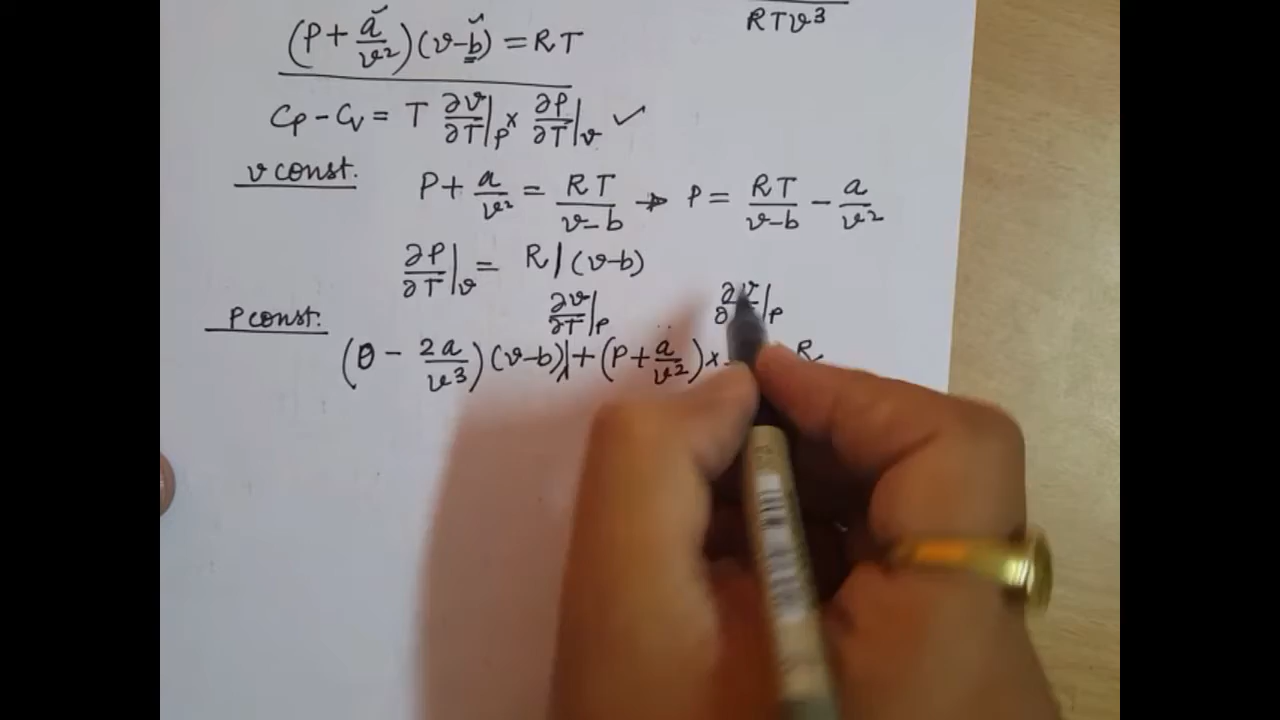 (P + a/v²)(v-b) = RT
RTv³
Cp - Cv = T ∂v/∂T|p × ∂P/∂T|v ✓
v const.
P + a/v² = RT/v-b → P = RT/v-b - a/v²
∂P/∂T|v = R/(v-b)
P const.
∂v/∂T|p ∂v/∂|p
(0 - 2a/v³)(v-b) + (P + a/v²) × R